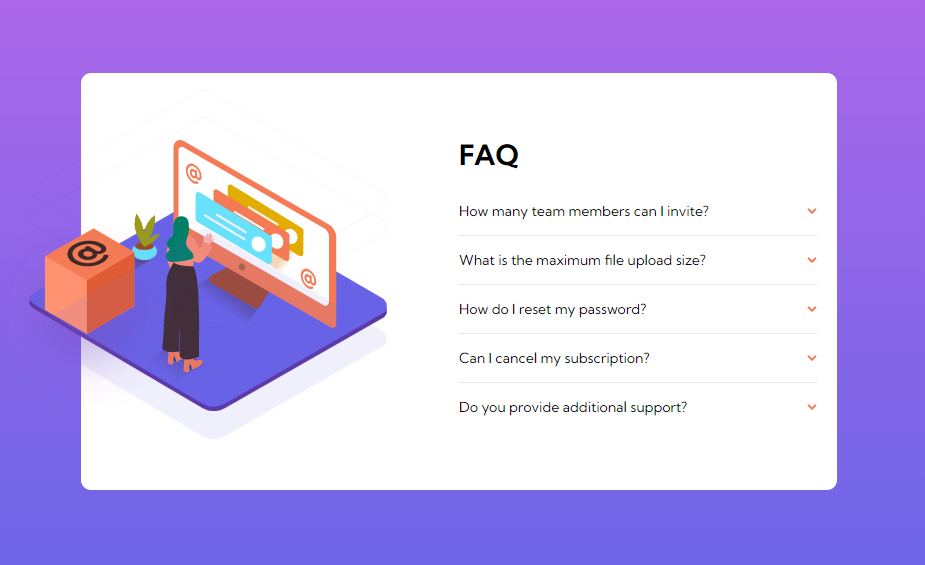 FAQ
How many team members can I invite?
What is the maximum file upload size?
How do I reset my password?
Can I cancel my subscription?
Do you provide additional support?
@
@
@